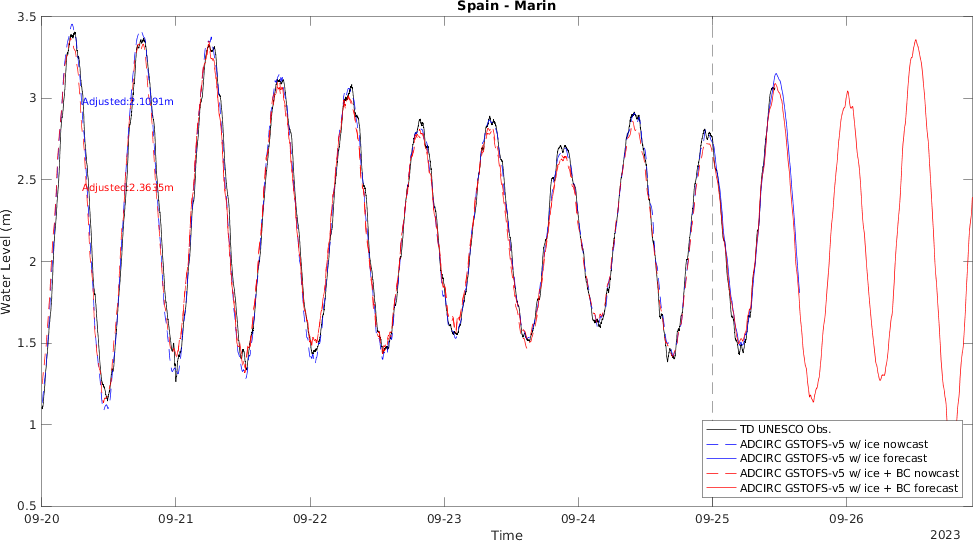 Spain - Marin
3.5
3
2.5
2
1.5
1
0.5
Water Level (m)
Adjusted:2.1091m
Adjusted:2.3635m
TD UNESCO Obs.
ADCIRC GSTOFS-v5 w/ ice nowcast
ADCIRC GSTOFS-v5 w/ ice forecast
ADCIRC GSTOFS-v5 w/ ice + BC nowcast
ADCIRC GSTOFS-v5 w/ ice + BC forecast
09-20 09-21 09-22 09-23 09-24 09-25 09-26
Time
2023